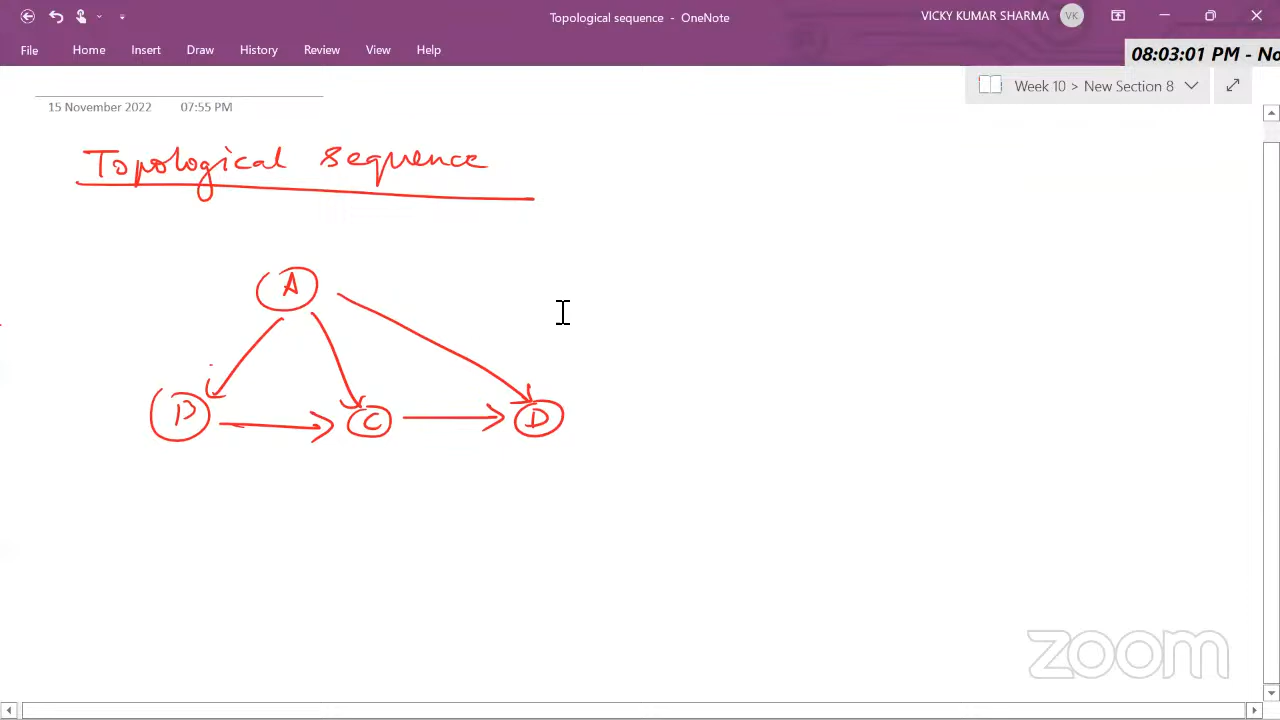 Topological sequence - OneNote
VICKY KUMAR SHARMA VK
File Home Insert Draw History Review View Help
08:03:01 PM - No
Week 10 > New Section 8
15 November 2022 07:55 PM
Topological sequence
A
B C D
zoom